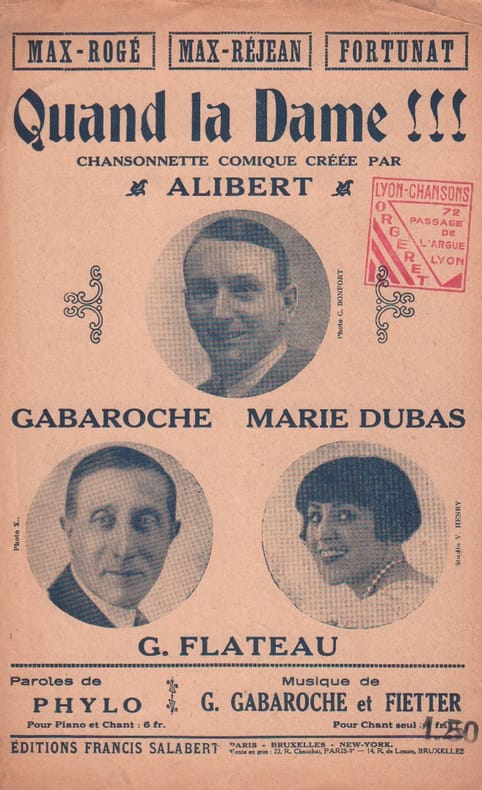 MAX-ROGÉ MAX-RÉJEAN FORTUNAT
Quand la Dame !!!
CHANSONNETTE COMIQUE CRÉÉE PAR
ALIBERT
LYON-CHANSONS
ORGERET
72
PASSAGE
DE
L'ARGUE
LYON
Photo G. BONFORT
GABAROCHE MARIE DUBAS
Photo X..
Studio V. HENRY
G. FLATEAU
Paroles de
PHYLO
Pour Piano et Chant : 6 fr.
Musique de
G. GABAROCHE et FIETTER
Pour Chant seul :
1.50
ÉDITIONS FRANCIS SALABERT
PARIS - BRUXELLES - NEW-YORK.
Vente en gros : 22, R. Chauchat, PARIS-9e — 14, R. de Loxum, BRUXELLES